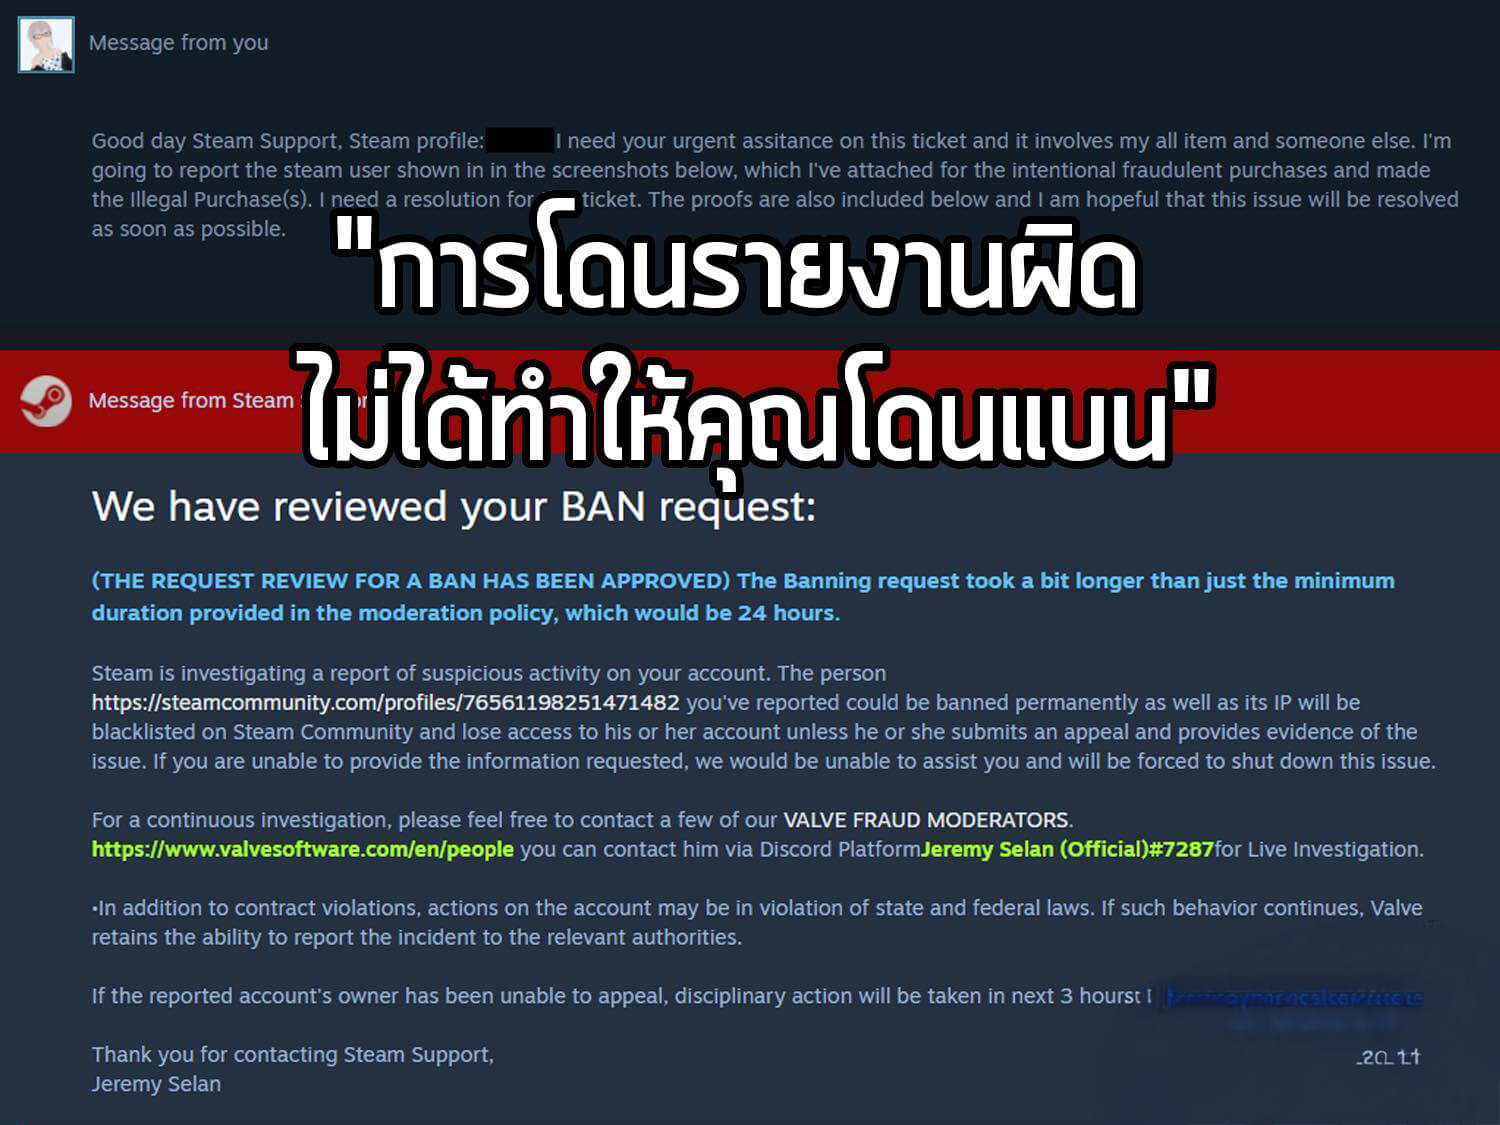 Message from you
Good day Steam Support, Steam profile: I need your urgent assitance on this ticket and it involves my all item and someone else. I'm
going to report the steam user shown in in the screenshots below, which I've attached for the intentional fraudulent purchases and made
the Illegal Purchase(s). I need a resolution for ticket. The proofs are also included below and I am hopeful that this issue will be resolved
as soon as possible.
"การโดนรายงานผิด
ไม่ได้ทำให้คุณโดนแบน"
Message from Steam
We have reviewed your BAN request:
(THE REQUEST REVIEW FOR A BAN HAS BEEN APPROVED) The Banning request took a bit longer than just the minimum
duration provided in the moderation policy, which would be 24 hours.
Steam is investigating a report of suspicious activity on your account. The person
https://steamcommunity.com/profiles/76561198251471482 you've reported could be banned permanently as well as its IP will be
blacklisted on Steam Community and lose access to his or her account unless he or she submits an appeal and provides evidence of the
issue. If you are unable to provide the information requested, we would be unable to assist you and will be forced to shut down this issue.
For a continuous investigation, please feel free to contact a few of our VALVE FRAUD MODERATORS.
https://www.valvesoftware.com/en/people you can contact him via Discord PlatformJeremy Selan (Official)#7287for Live Investigation.
•In addition to contract violations, actions on the account may be in violation of state and federal laws. If such behavior continues, Valve
retains the ability to report the incident to the relevant authorities.
If the reported account's owner has been unable to appeal, disciplinary action will be taken in next 3 hourst
Thank you for contacting Steam Support,
Jeremy Selan